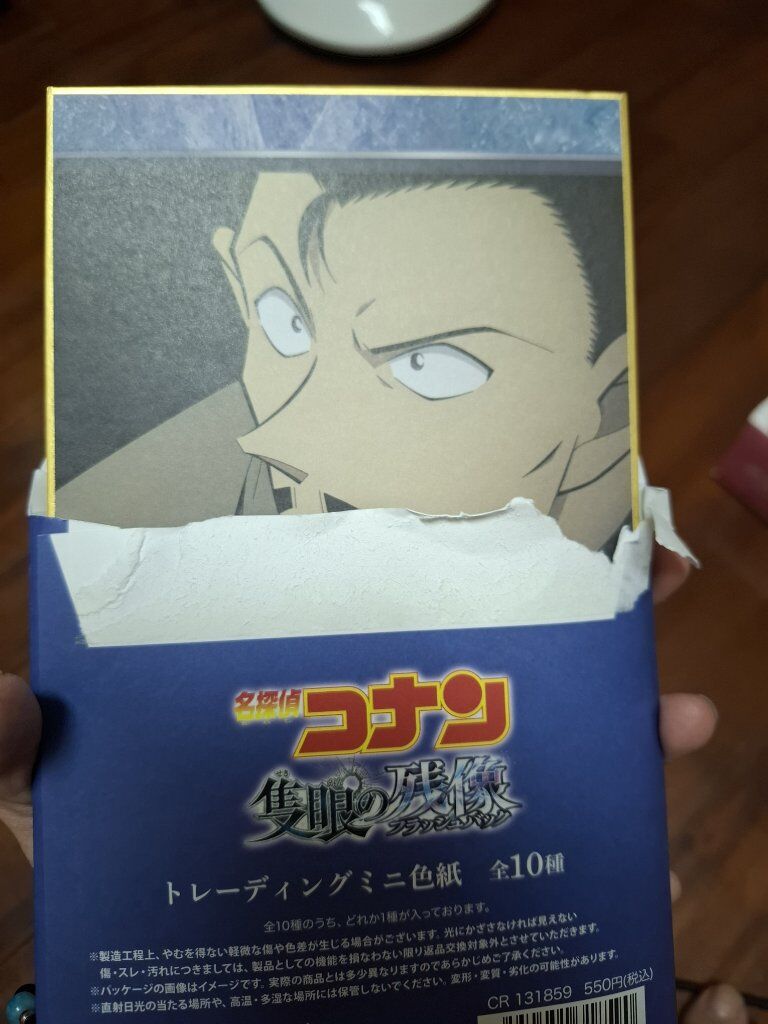 名探偵
コナン
せき がん
隻眼の残像
フラッシュバック
トレーディングミニ色紙 全10種
全10種のうち、どれか1種が入っております。
※製造工程上、やむを得ない軽微な傷や色差が生じる場合がございます。光にかざさなければ見えない
傷・スレ・汚れにつきましては、製品としての機能を損なわない限り返品交換対象外とさせていただきます。
※パッケージの画像はイメージです。実際の商品とは多少異なりますのであらかじめご了承ください。
※直射日光の当たる場所や、高温・多湿な場所には保管しないでください。変形・変質・劣化の可能性があります。
CR 131859 550円(税込)